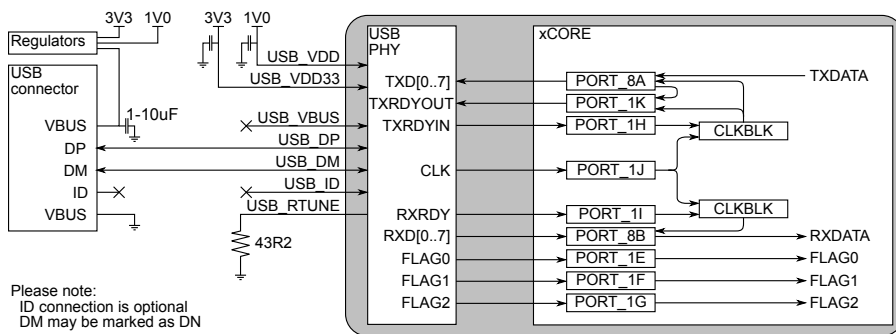 3V3 1V0
Regulators
USB
connector
VBUS
1-10uF
DP
DM
ID
VBUS
3V3 1V0
USB_VDD
USB_VDD33
USB_VBUS
USB_DP
USB_DM
USB_ID
USB_RTUNE
43R2
USB
PHY
TXD[0..7]
TXRDYOUT
TXRDYIN
CLK
RXRDY
RXD[0..7]
FLAG0
FLAG1
FLAG2
xCORE
PORT_8A
PORT_1K
PORT_1H
PORT_1J
PORT_1I
PORT_8B
PORT_1E
PORT_1F
PORT_1G
CLKBLK
CLKBLK
TXDATA
RXDATA
FLAG0
FLAG1
FLAG2
Please note:
ID connection is optional
DM may be marked as DN